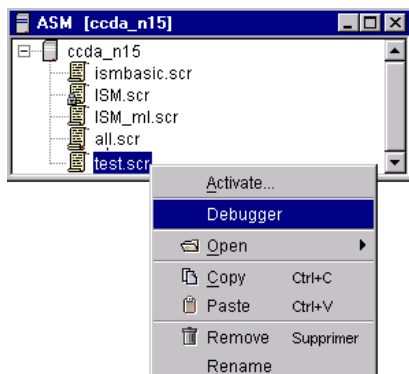 ASM [ccda_n15]
ccda_n15
ismbasic.scr
ISM.scr
ISM_ml.scr
all.scr
test.scr
Activate...
Debugger
Open
Copy Ctrl+C
Paste Ctrl+V
Remove Supprimer
Rename